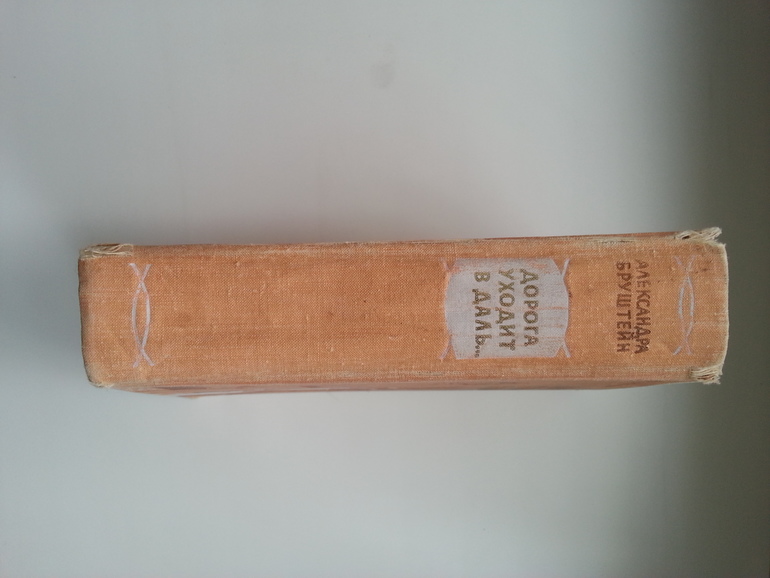 АЛЕКСАНДРА
БРУШТЕЙН
ДОРОГА
УХОДИТ
В ДАЛЬ...